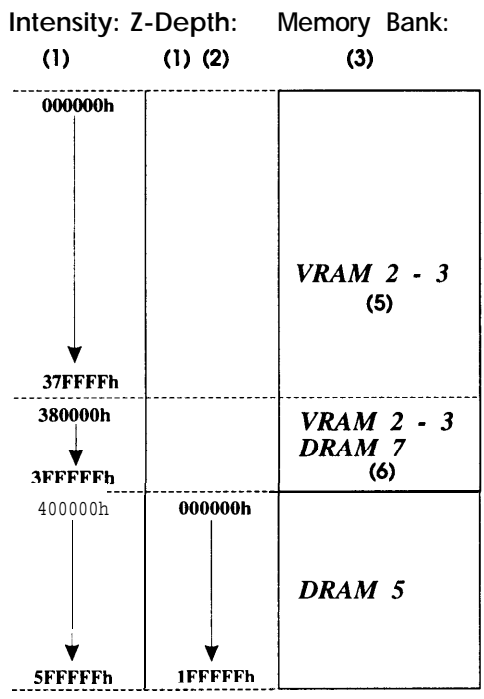 Intensity: Z-Depth: Memory Bank:
(1) (1) (2) (3)
000000h
VRAM 2 - 3
(5)
37FFFFh
380000h VRAM 2 - 3
DRAM 7
3FFFFFh (6)
400000h 000000h
DRAM 5
5FFFFFh 1FFFFFh